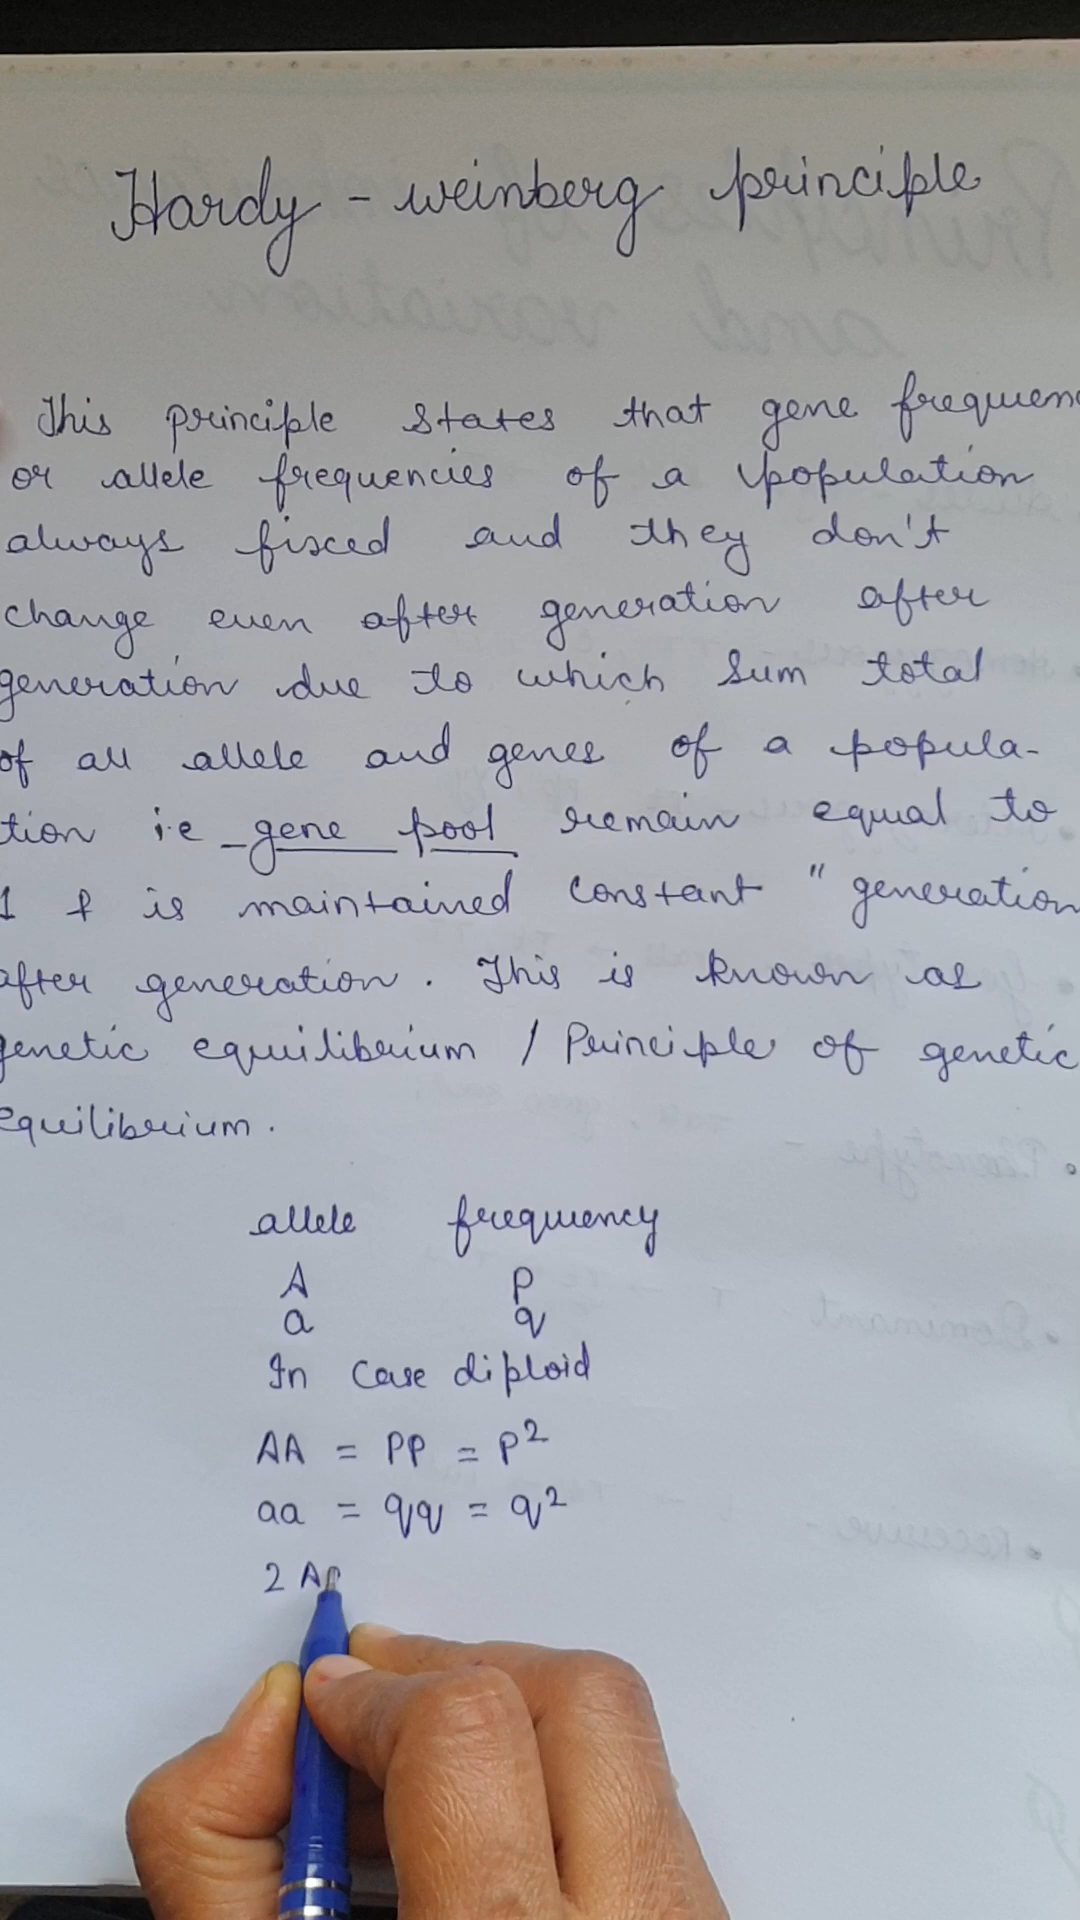 Hardy - weinberg principle
This principle states that gene frequenc
or allele frequencies of a population
always fixed and they don't
change even after generation after
generation due to which Sum total
of all allele and genes of a popula-
tion i.e gene pool remain equal to
1 & is maintained constant " generation
after generation. This is known as
genetic equilibrium / Principle of genetic
equilibrium.
allele frequency
A P
a q
In Case diploid
AA = PP = P²
aa = qq = q²
2 A